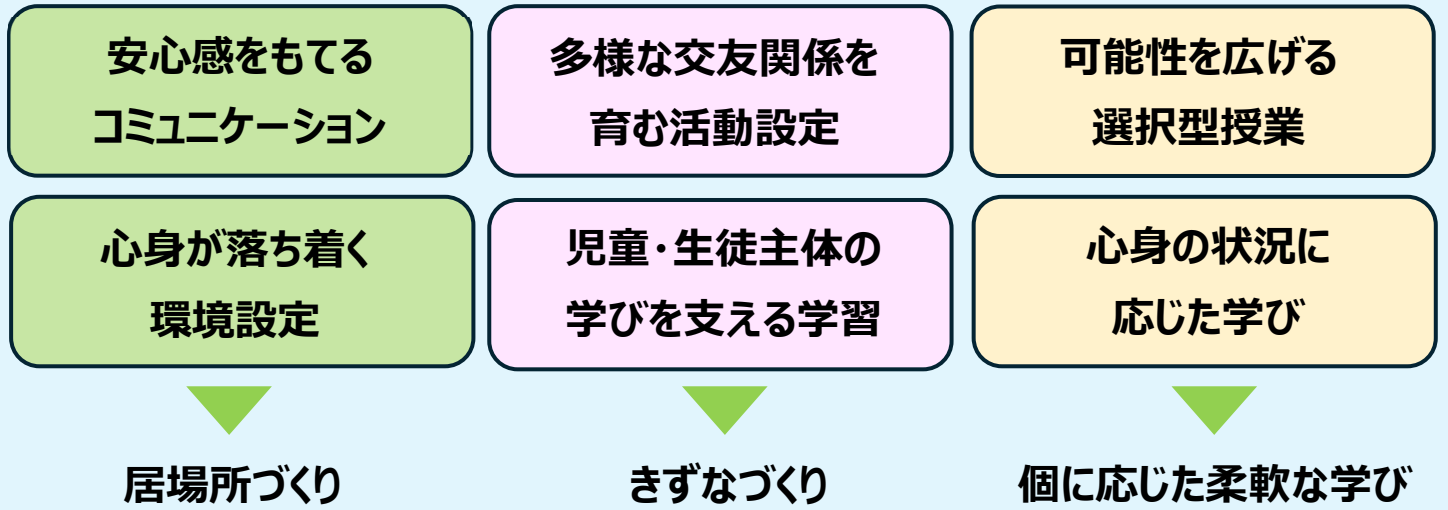 安心感をもてる
コミュニケーション
多様な交友関係を
育む活動設定
可能性を広げる
選択型授業
心身が落ち着く
環境設定
児童・生徒主体の
学びを支える学習
心身の状況に
応じた学び
居場所づくり
きずなづくり
個に応じた柔軟な学び